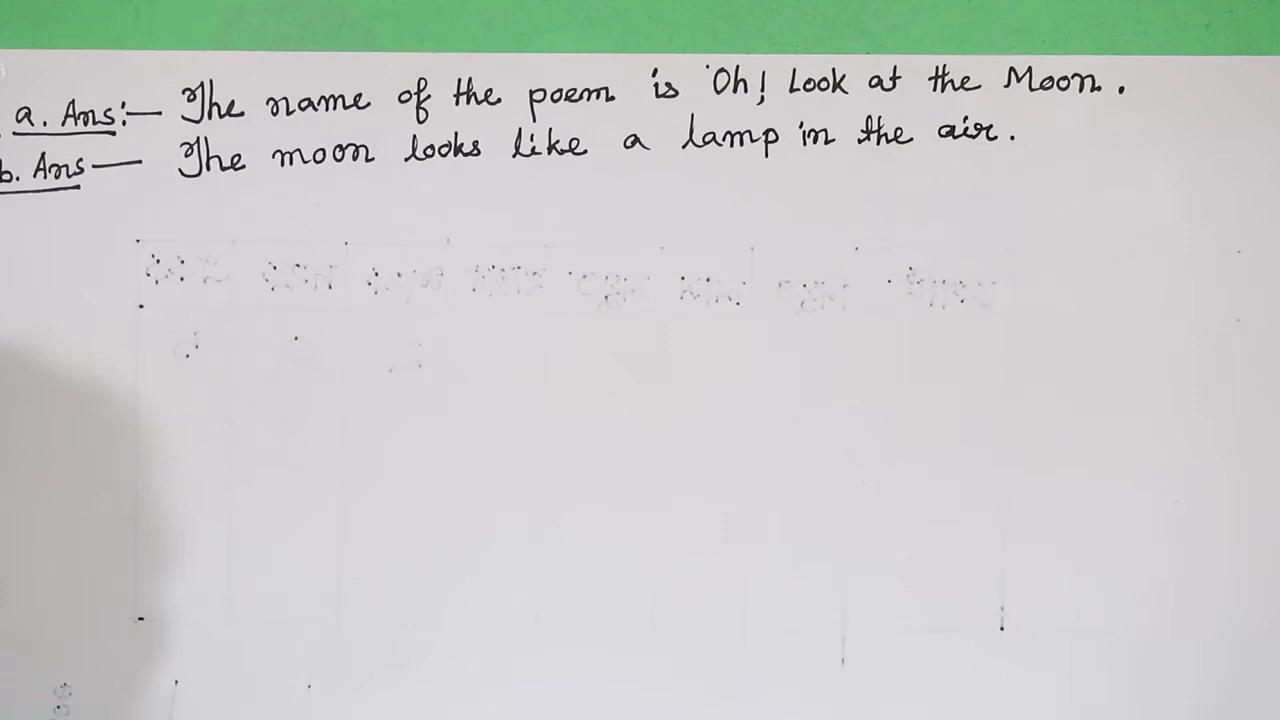 a. Ans:— The name of the poem is 'Oh! Look at the Moon.
b. Ans— The moon looks like a lamp in the air.